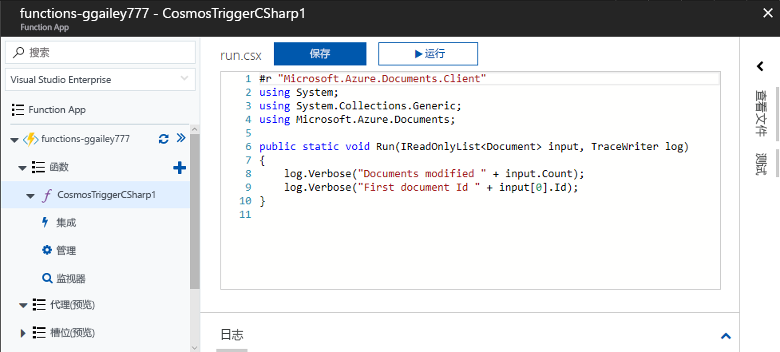 functions-ggailey777 - CosmosTriggerCSharp1
Function App
搜索
Visual Studio Enterprise
Function App
functions-ggailey777
函数
CosmosTriggerCSharp1
集成
管理
监视器
代理(预览)
槽位(预览)
run.csx 保存 运行
1 #r "Microsoft.Azure.Documents.Client"
2 using System;
3 using System.Collections.Generic;
4 using Microsoft.Azure.Documents;
5
6 public static void Run(IReadOnlyList<Document> input, TraceWriter log)
7 {
8 log.Verbose("Documents modified " + input.Count);
9 log.Verbose("First document Id " + input[0].Id);
10 }
11
日志
查看文件
测试